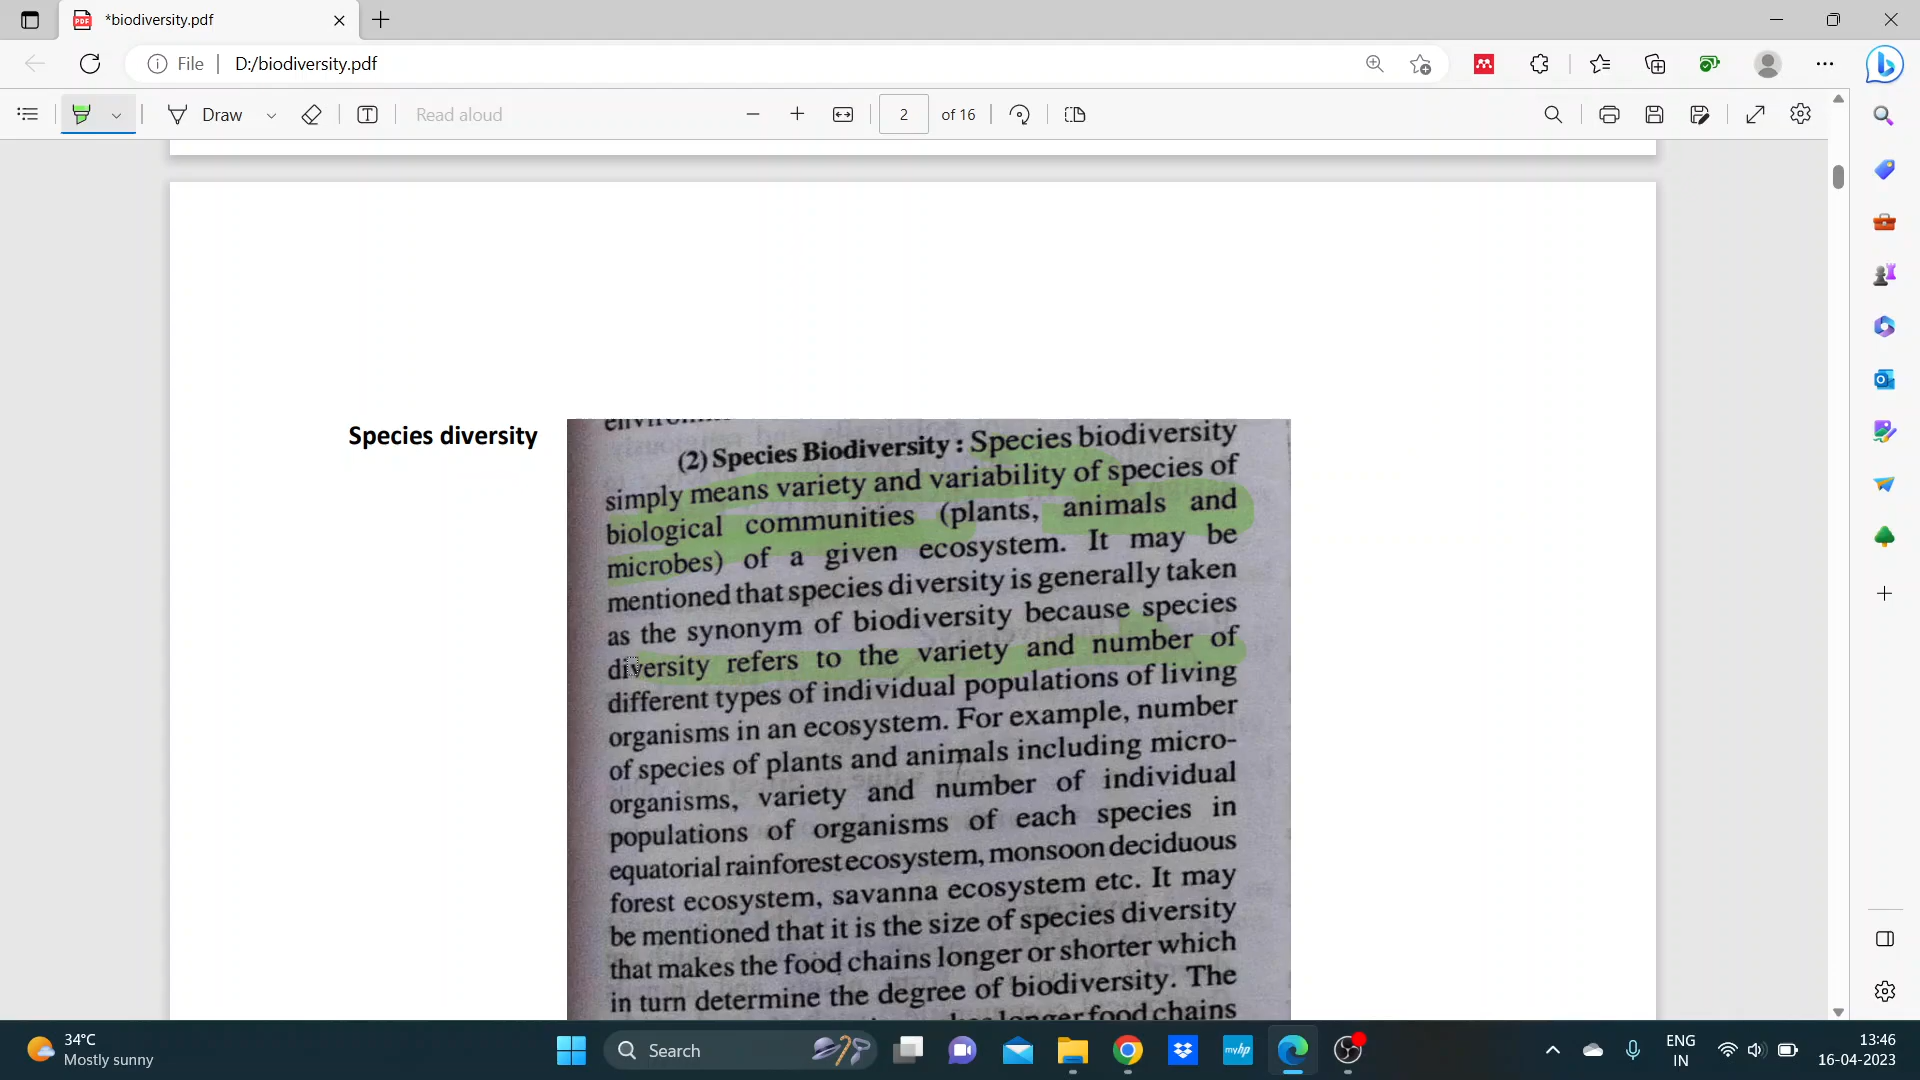 *biodiversity.pdf
File D:/biodiversity.pdf
Draw Read aloud 2 of 16
Species diversity
(2) Species Biodiversity : Species biodiversity
simply means variety and variability of species of
biological communities (plants, animals and
microbes) of a given ecosystem. It may be
mentioned that species diversity is generally taken
as the synonym of biodiversity because species
diversity refers to the variety and number of
different types of individual populations of living
organisms in an ecosystem. For example, number
of species of plants and animals including micro-
organisms, variety and number of individual
populations of organisms of each species in
equatorial rainforest ecosystem, monsoon deciduous
forest ecosystem, savanna ecosystem etc. It may
be mentioned that it is the size of species diversity
that makes the food chains longer or shorter which
in turn determine the degree of biodiversity. The
longer food chains
34°C
Mostly sunny
Search
myhp
ENG
IN
13:46
16-04-2023